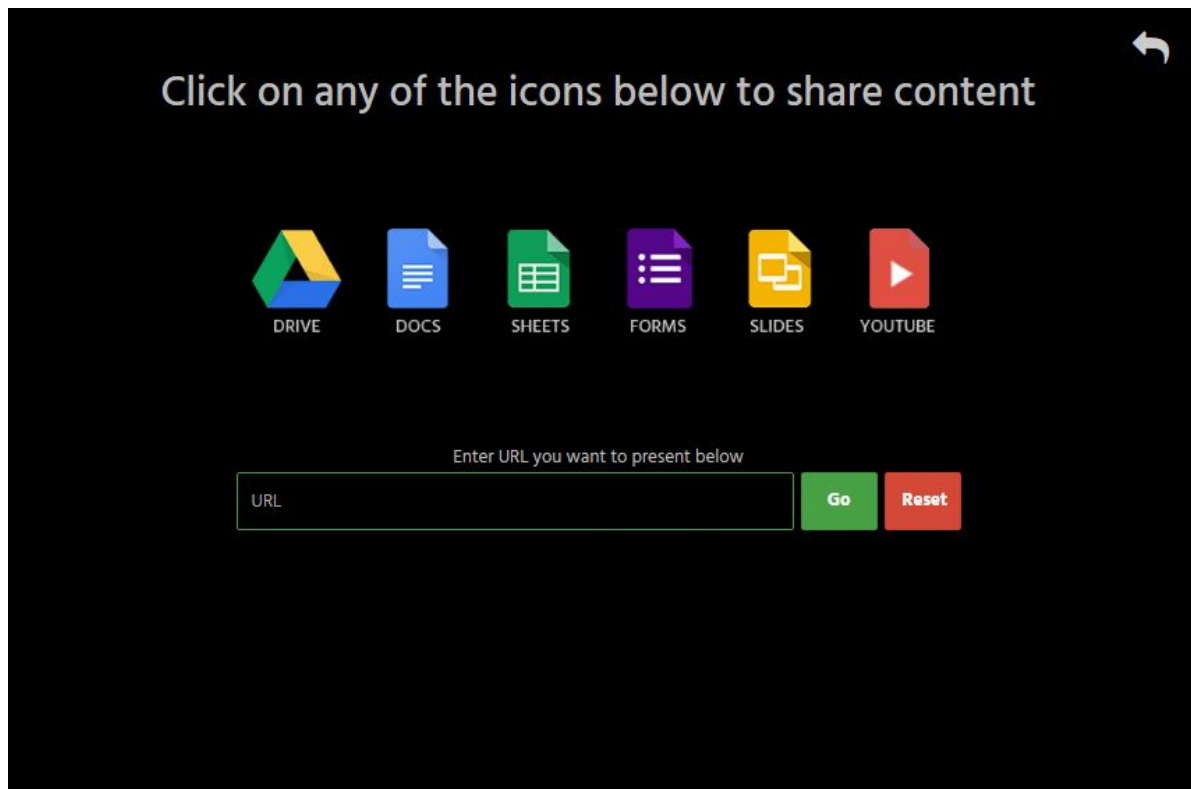 Click on any of the icons below to share content
DRIVE DOCS SHEETS FORMS SLIDES YOUTUBE
Enter URL you want to present below
URL Go Reset